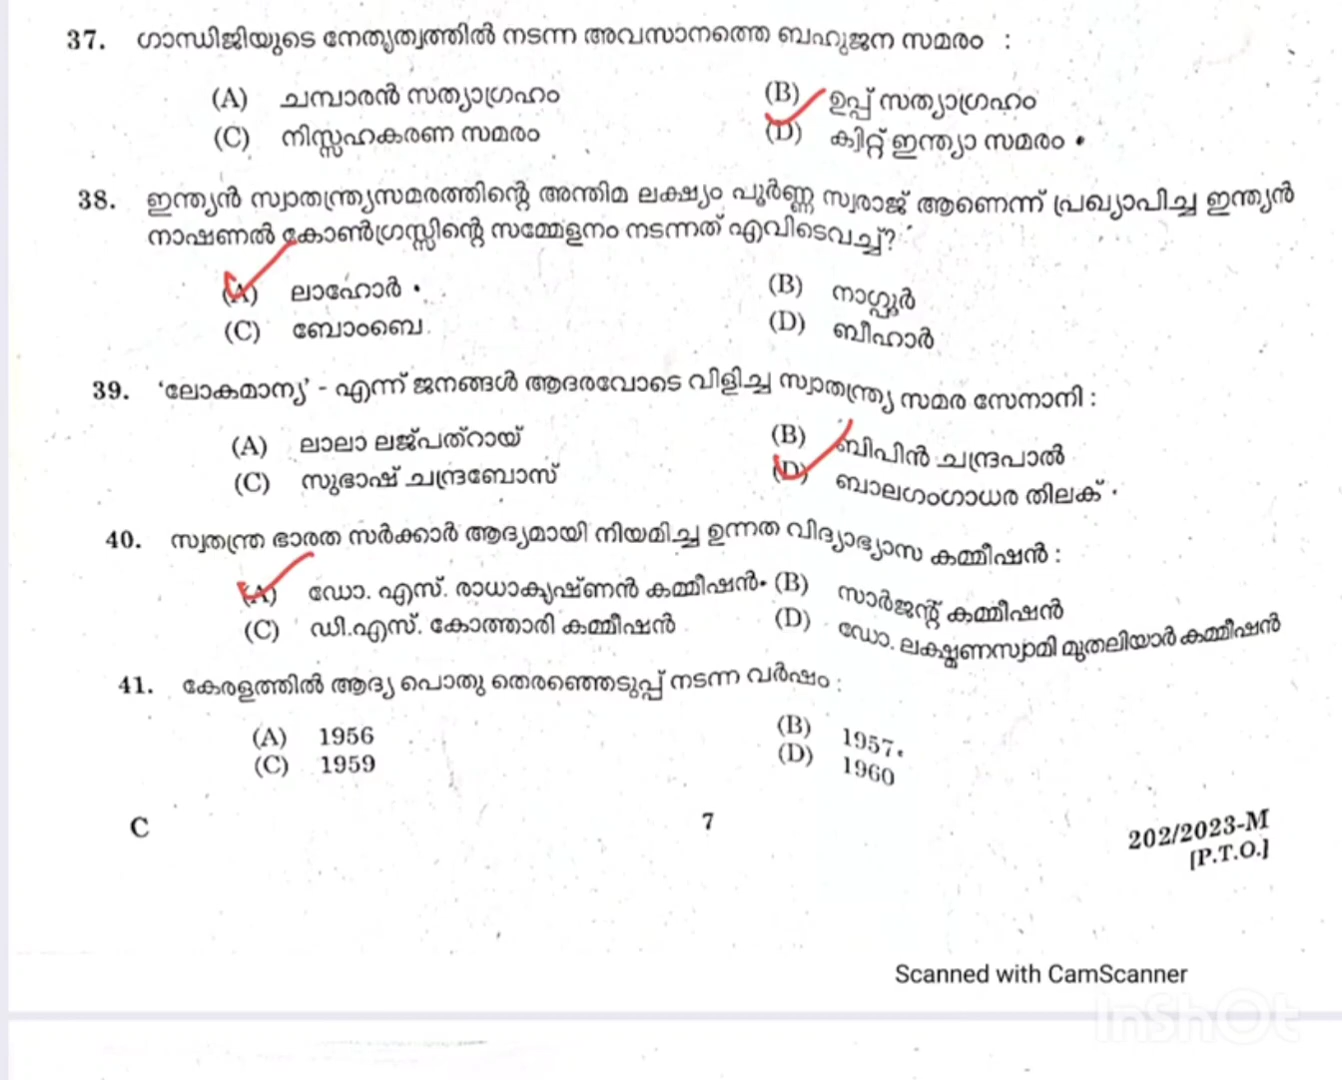 37. ഗാന്ധിജിയുടെ നേതൃത്വത്തിൽ നടന്ന അവസാനത്തെ ബഹുജന സമരം :
(A) ചമ്പാരൻ സത്യാഗ്രഹം (B) ഉപ്പ് സത്യാഗ്രഹം
(C) നിസ്സഹകരണ സമരം (D) ക്വിറ്റ് ഇന്ത്യാ സമരം •
38. ഇന്ത്യൻ സ്വാതന്ത്ര്യസമരത്തിന്റെ അന്തിമ ലക്ഷ്യം പൂർണ്ണ സ്വരാജ് ആണെന്ന് പ്രഖ്യാപിച്ച ഇന്ത്യൻ
നാഷണൽ കോൺഗ്രസ്സിന്റെ സമ്മേളനം നടന്നത് എവിടെവച്ച്?
(A) ലാഹോർ • (B) നാഗ്പൂർ
(C) ബോംബെ (D) ബീഹാർ
39. 'ലോകമാന്യ' - എന്ന് ജനങ്ങൾ ആദരവോടെ വിളിച്ച സ്വാതന്ത്ര്യ സമര സേനാനി :
(A) ലാലാ ലജ്പത്റായ് (B) ബിപിൻ ചന്ദ്രപാൽ
(C) സുഭാഷ് ചന്ദ്രബോസ് (D) ബാലഗംഗാധര തിലക് •
40. സ്വതന്ത്ര ഭാരത സർക്കാർ ആദ്യമായി നിയമിച്ച ഉന്നത വിദ്യാഭ്യാസ കമ്മീഷൻ :
(A) ഡോ. എസ്. രാധാകൃഷ്ണൻ കമ്മീഷൻ• (B) സാർജന്റ് കമ്മീഷൻ
(C) ഡി.എസ്. കോത്താരി കമ്മീഷൻ (D) ഡോ. ലക്ഷ്മണസ്വാമി മുതലിയാർ കമ്മീഷൻ
41. കേരളത്തിൽ ആദ്യ പൊതു തെരഞ്ഞെടുപ്പ് നടന്ന വർഷം :
(A) 1956 (B) 1957•
(C) 1959 (D) 1960
C 7 202/2023-M
[P.T.O.]
Scanned with CamScanner
InShOt